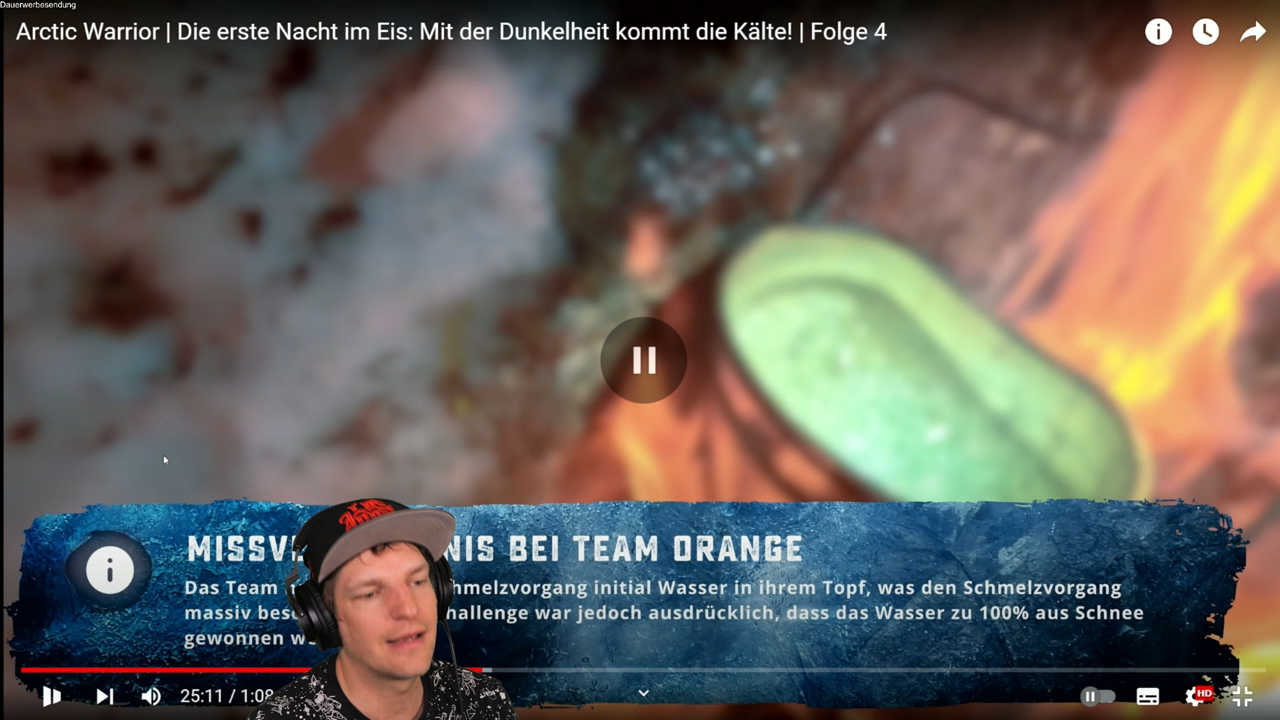 Dauerwerbesendung
Arctic Warrior | Die erste Nacht im Eis: Mit der Dunkelheit kommt die Kälte! | Folge 4
NIS BEI TEAM ORANGE
Das Team hmelzvorgang initial Wasser in ihrem Topf, was den Schmelzvorgang
massiv hallenge war jedoch ausdrücklich, dass das Wasser zu 100% aus Schnee
gewonnen
25:11 / 1:08
HD